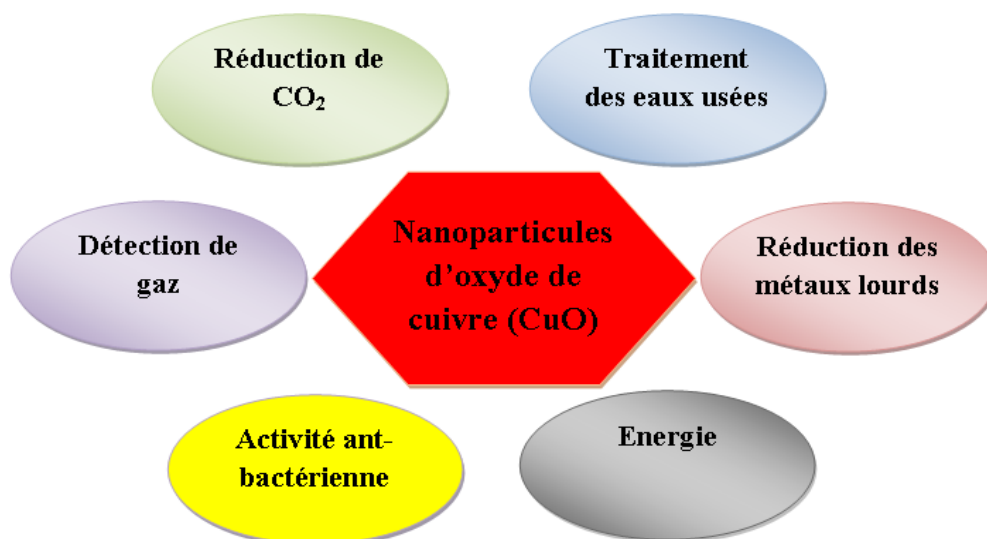 Réduction de
CO₂
Traitement
des eaux usées
Nanoparticules
d’oxyde de
cuivre (CuO)
Détection de
gaz
Réduction des
métaux lourds
Activité ant-
bactérienne
Energie